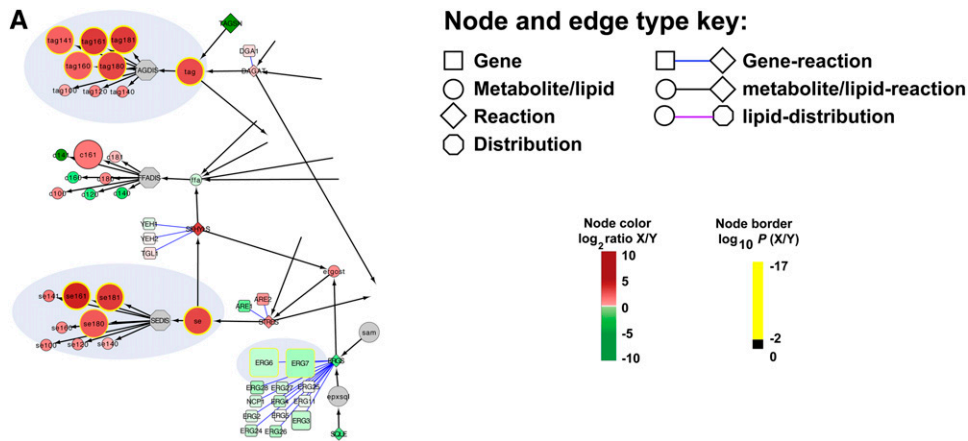 A
tag141
tag161
tag181
tag160
tag180
tag100
tag120
tag140
TAGDIS
tag
DGA1
DAGAT
c141
c161
c181
c160
c180
c100
c120
c140
FFADIS
ffa
YEH1
YEH2
TGL1
SEHYLS
ergost
se141
se161
se181
se180
se160
se100
se120
se140
SEDIS
se
ARE2
ARE1
sam
ERG6
ERG7
ERGS
ERG28
ERG27
ERG25
NCP1
ERG4
ERG11
ERG2
ERG5
ERG3
ERG24
ERG26
epxsql
SQLE
Node and edge type key:
Gene
Metabolite/lipid
Reaction
Distribution
Gene-reaction
metabolite/lipid-reaction
lipid-distribution
Node color
log2 ratio X/Y
10
5
0
-5
-10
Node border
log10 P (X/Y)
-17
-2
0